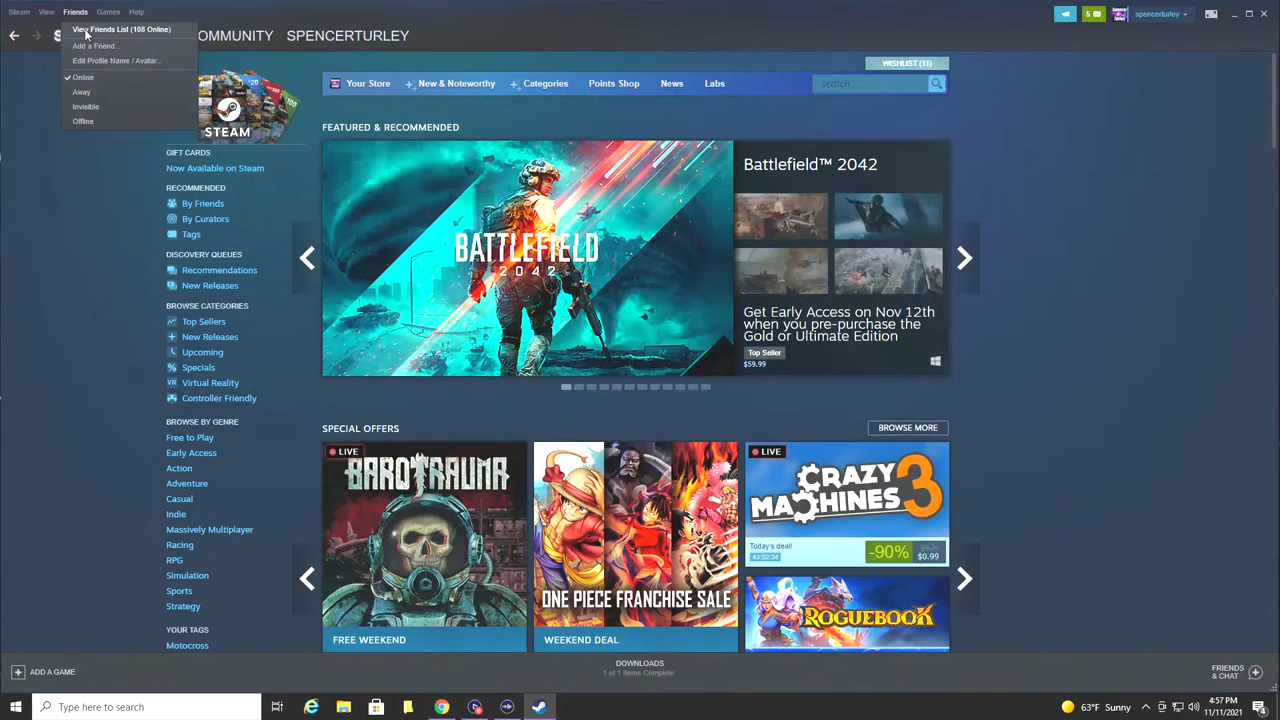 Steam View Friends Games Help
5 spencerturley
View Friends List (108 Online)
Add a Friend...
Edit Profile Name / Avatar...
Online
Away
Invisible
Offline
OMMUNITY SPENCERTURLEY
WISHLIST (11)
Your Store New & Noteworthy Categories Points Shop News Labs search
$20
$100
STEAM
GIFT CARDS
Now Available on Steam
RECOMMENDED
By Friends
By Curators
Tags
DISCOVERY QUEUES
Recommendations
New Releases
BROWSE CATEGORIES
Top Sellers
New Releases
Upcoming
Specials
VR Virtual Reality
Controller Friendly
BROWSE BY GENRE
Free to Play
Early Access
Action
Adventure
Casual
Indie
Massively Multiplayer
Racing
RPG
Simulation
Sports
Strategy
YOUR TAGS
Motocross
FEATURED & RECOMMENDED
BATTLEFIELD
2042
Battlefield™ 2042
Get Early Access on Nov 12th
when you pre-purchase the
Gold or Ultimate Edition
Top Seller
$59.99
SPECIAL OFFERS
BROWSE MORE
LIVE
BAROTRAUMA
FREE WEEKEND
ONE PIECE FRANCHISE SALE
WEEKEND DEAL
LIVE
CRAZY
MACHINES 3
Today's deal!
-90%
$0.99
ROGUEBOOK
ADD A GAME
DOWNLOADS
1 of 1 Items Complete
FRIENDS
& CHAT
Type here to search
63°F Sunny
4:57 PM
11/11/2021